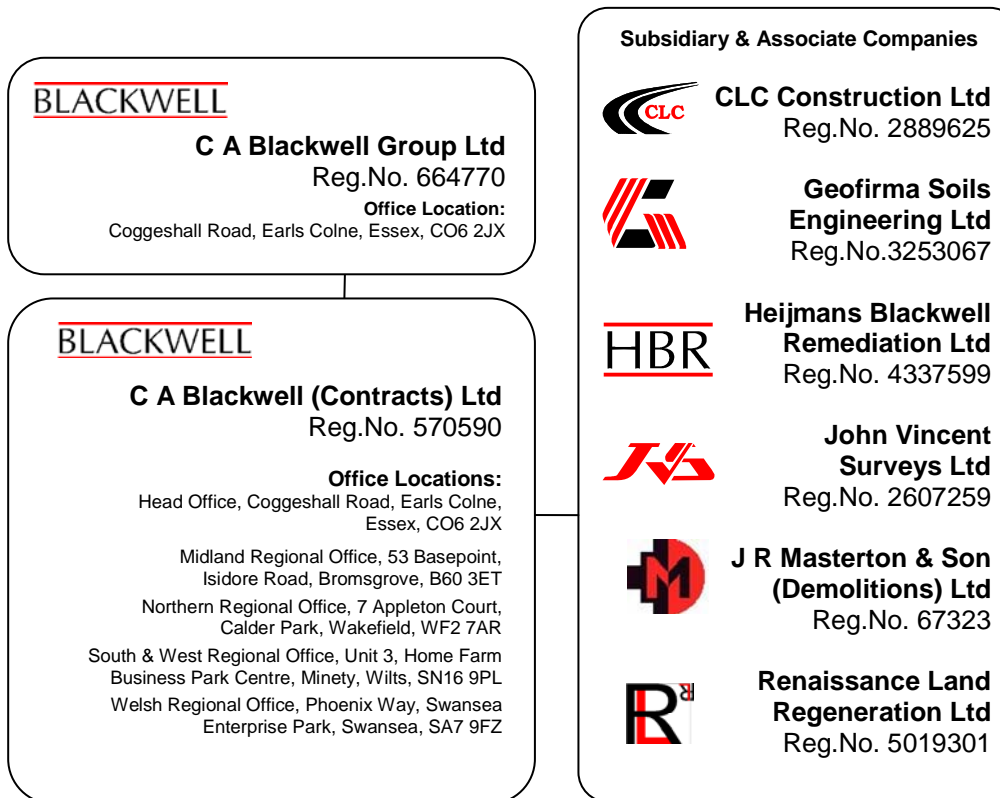 BLACKWELL
C A Blackwell Group Ltd
Reg.No. 664770
Office Location:
Coggeshall Road, Earls Colne, Essex, CO6 2JX
BLACKWELL
C A Blackwell (Contracts) Ltd
Reg.No. 570590
Office Locations:
Head Office, Coggeshall Road, Earls Colne,
Essex, CO6 2JX
Midland Regional Office, 53 Basepoint,
Isidore Road, Bromsgrove, B60 3ET
Northern Regional Office, 7 Appleton Court,
Calder Park, Wakefield, WF2 7AR
South & West Regional Office, Unit 3, Home Farm
Business Park Centre, Minety, Wilts, SN16 9PL
Welsh Regional Office, Phoenix Way, Swansea
Enterprise Park, Swansea, SA7 9FZ
Subsidiary & Associate Companies
CLC
CLC Construction Ltd
Reg.No. 2889625
Geofirma Soils
Engineering Ltd
Reg.No.3253067
HBR
Heijmans Blackwell
Remediation Ltd
Reg.No. 4337599
JVS
John Vincent
Surveys Ltd
Reg.No. 2607259
M
J R Masterton & Son
(Demolitions) Ltd
Reg.No. 67323
RLR
Renaissance Land
Regeneration Ltd
Reg.No. 5019301